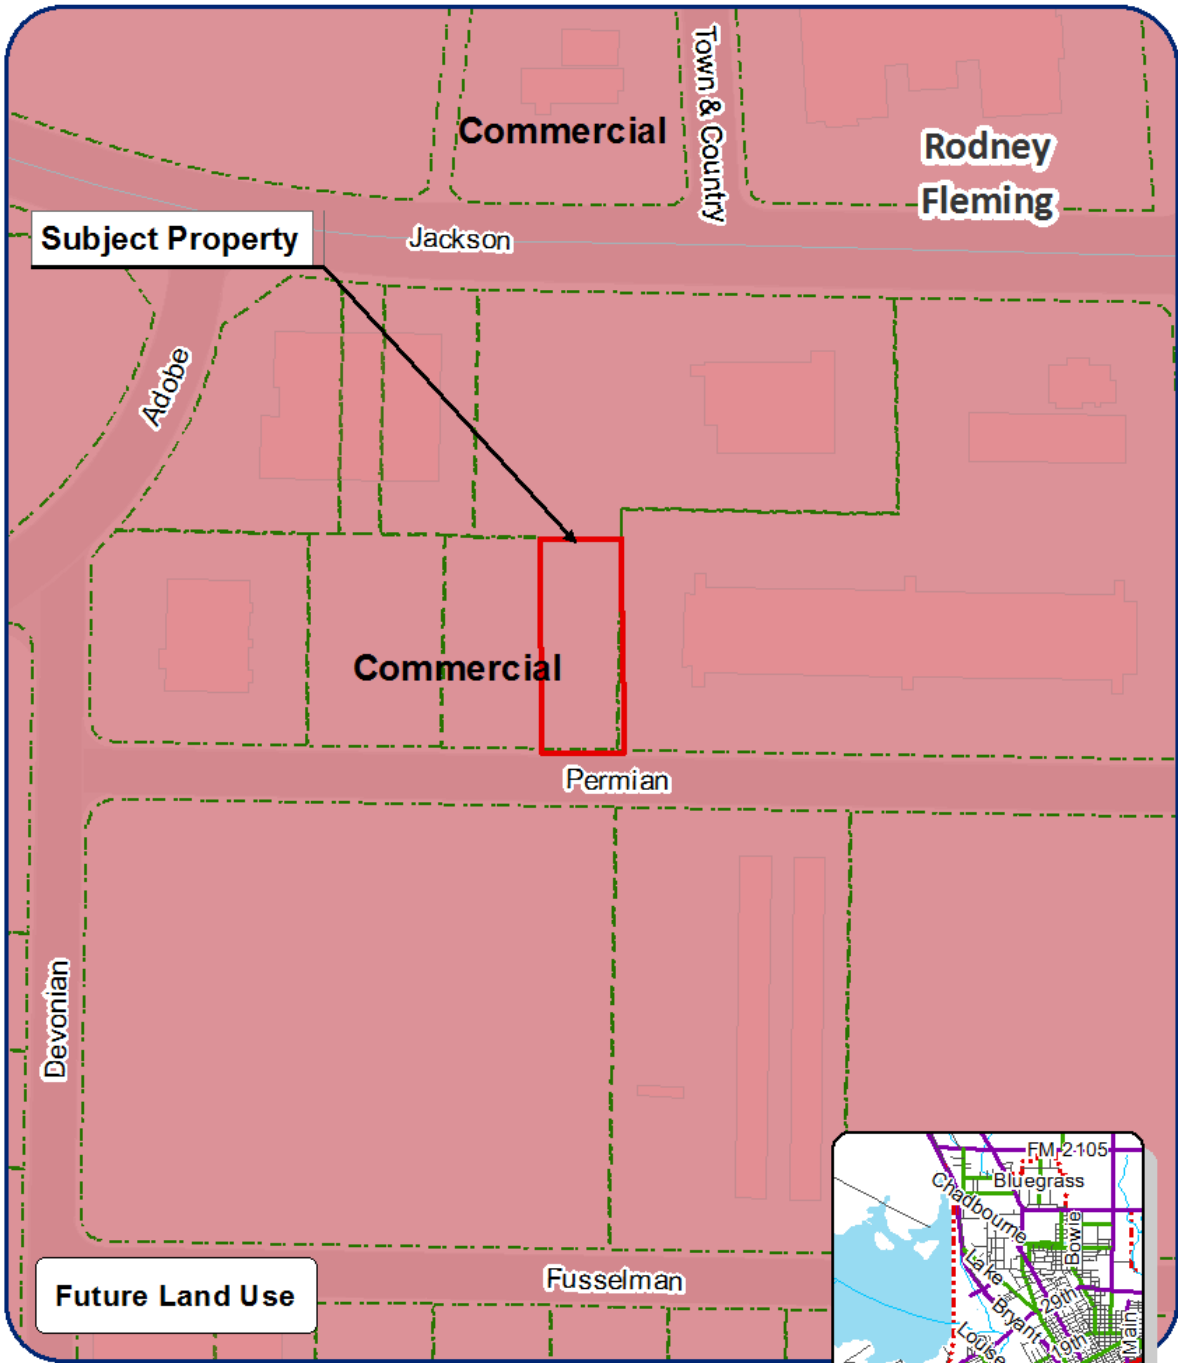 Town & Country
Commercial
Rodney
Fleming
Subject Property
Jackson
Adobe
Commercial
Permian
Devonian
FM 2105
Bluegrass
Chadbourne
Bowie
Lake
29th
Bryant
Main
19th
Louise
Fusselman
Future Land Use